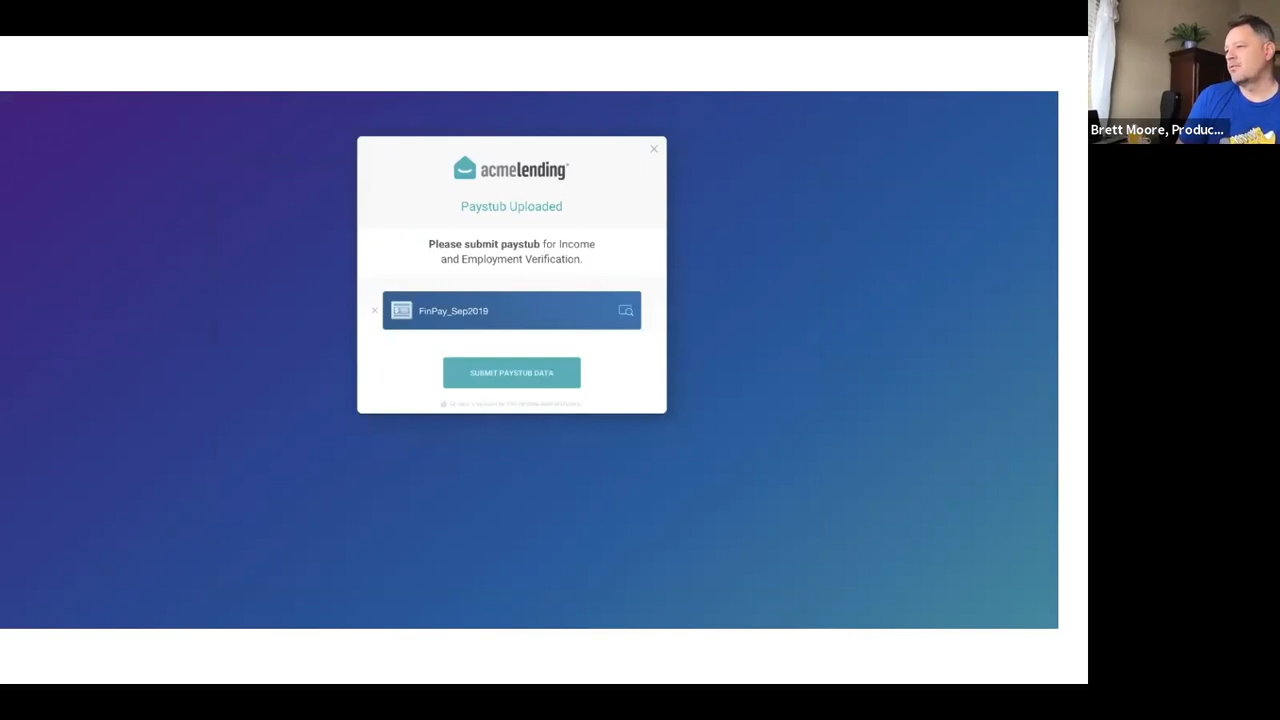 acmelending
Paystub Uploaded
Please submit paystub for Income
and Employment Verification.
FinPay_Sep2019
SUBMIT PAYSTUB DATA
Brett Moore, Produc...